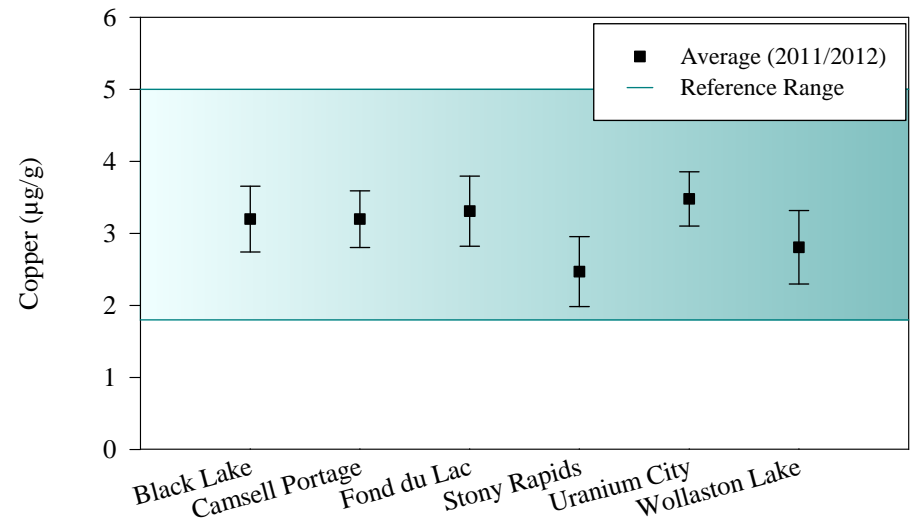 6
Average (2011/2012)
Reference Range
5
4
3
2
1
0
Copper (µg/g)
Black Lake
Camsell Portage
Fond du Lac
Stony Rapids
Uranium City
Wollaston Lake